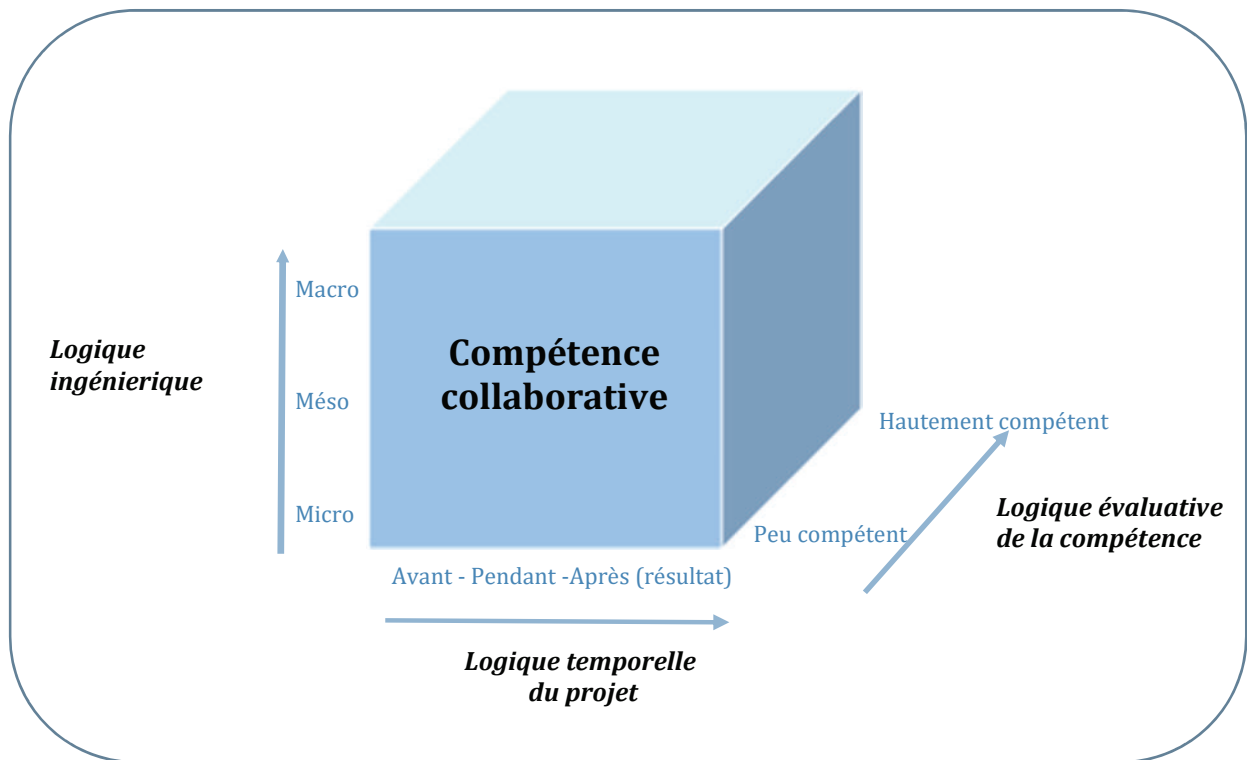 Macro
Logique
ingénierique
Compétence
collaborative
Méso
Hautement compétent
Micro
Logique évaluative
de la compétence
Peu compétent
Avant - Pendant -Après (résultat)
Logique temporelle
du projet